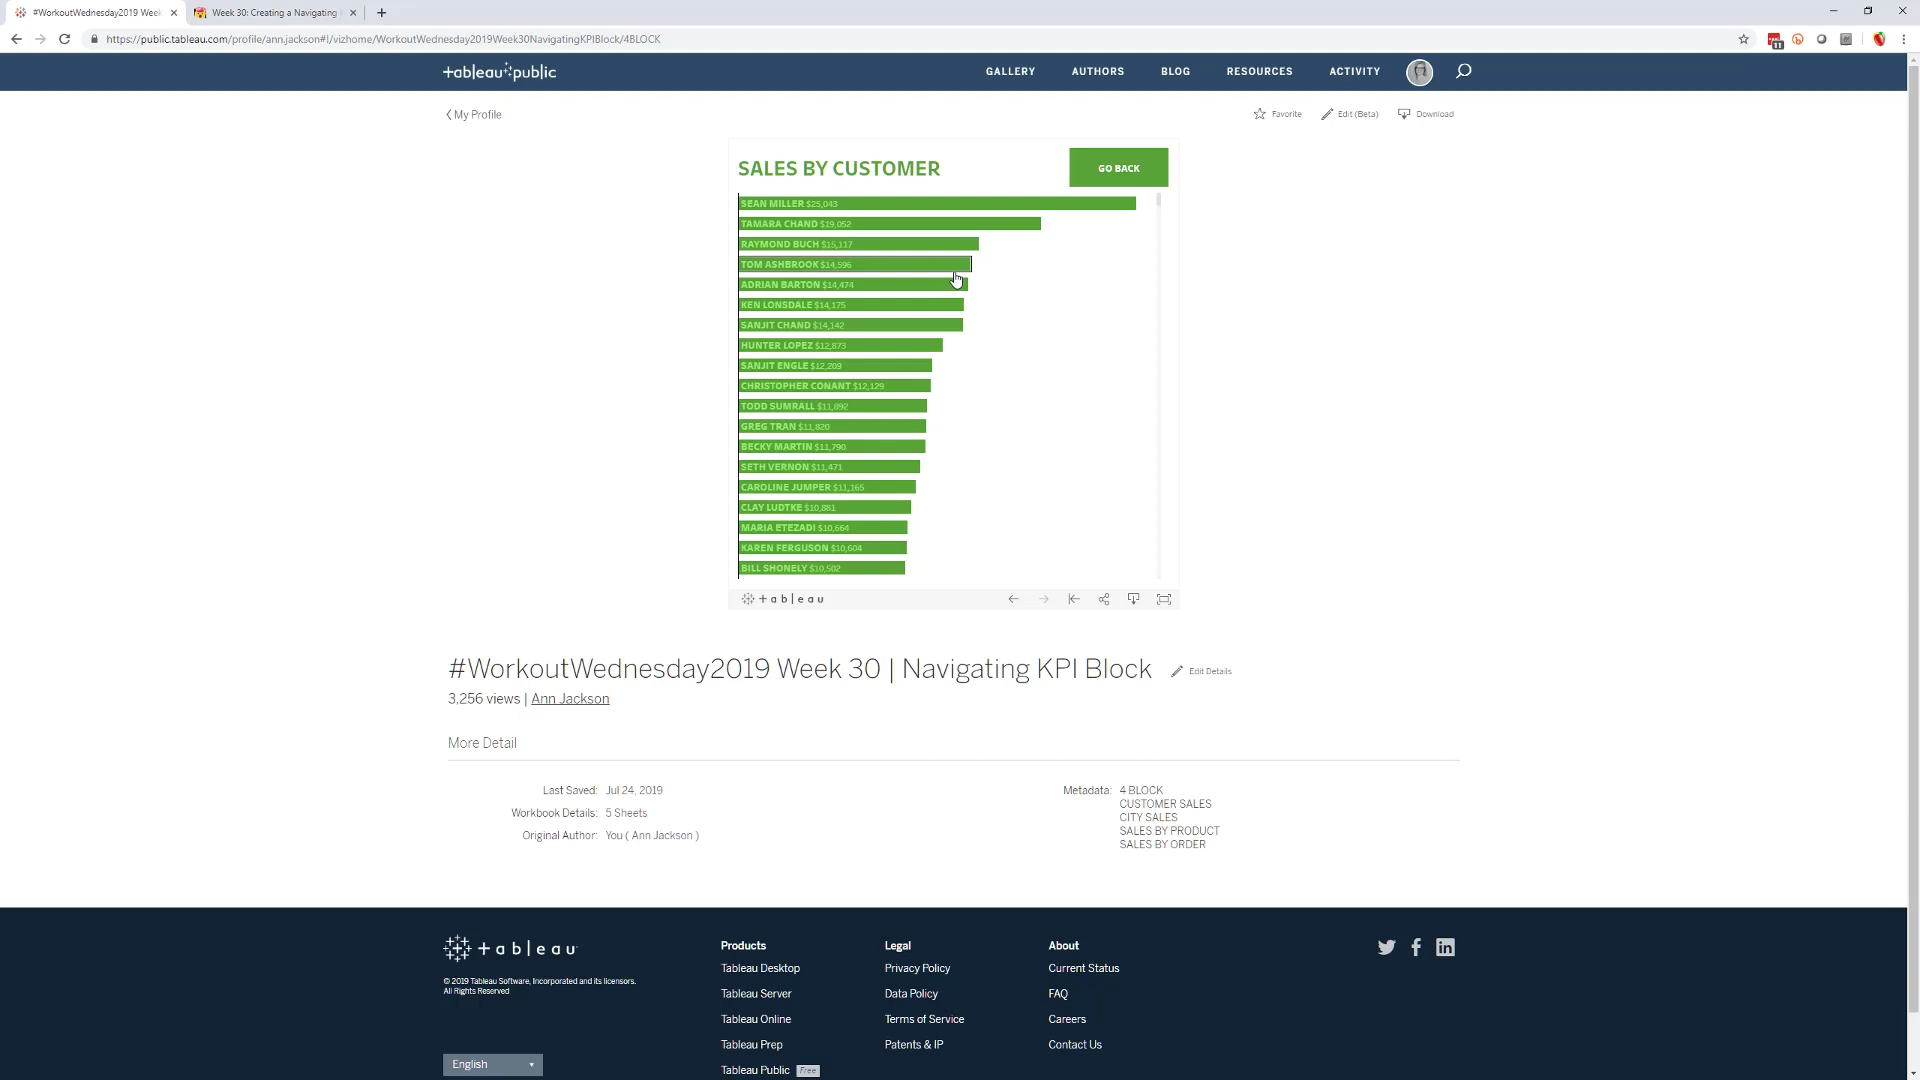 #WorkoutWednesday2019 Week
Week 30: Creating a Navigating
https://public.tableau.com/profile/ann.jackson#!/vizhome/WorkoutWednesday2019Week30NavigatingKPIBlock/4BLOCK
+ableau public
GALLERY
AUTHORS
BLOG
RESOURCES
ACTIVITY
My Profile
Favorite
Edit (Beta)
Download
SALES BY CUSTOMER
GO BACK
SEAN MILLER $25,043
TAMARA CHAND $19,052
RAYMOND BUCH $15,117
TOM ASHBROOK $14,596
ADRIAN BARTON $14,474
KEN LONSDALE $14,175
SANJIT CHAND $14,142
HUNTER LOPEZ $12,873
SANJIT ENGLE $12,209
CHRISTOPHER CONANT $12,129
TODD SUMRALL $11,892
GREG TRAN $11,820
BECKY MARTIN $11,790
SETH VERNON $11,471
CAROLINE JUMPER $11,165
CLAY LUDTKE $10,881
MARIA ETEZADI $10,664
KAREN FERGUSON $10,604
BILL SHONELY $10,502
+ a b l e a u
#WorkoutWednesday2019 Week 30 | Navigating KPI Block
Edit Details
3,256 views | Ann Jackson
More Detail
Last Saved: Jul 24, 2019
Workbook Details: 5 Sheets
Original Author: You ( Ann Jackson )
Metadata: 4 BLOCK
CUSTOMER SALES
CITY SALES
SALES BY PRODUCT
SALES BY ORDER
+ a b l e a u
© 2019 Tableau Software, Incorporated and its licensors.
All Rights Reserved
English
Products
Tableau Desktop
Tableau Server
Tableau Online
Tableau Prep
Tableau Public Free
Legal
Privacy Policy
Data Policy
Terms of Service
Patents & IP
About
Current Status
FAQ
Careers
Contact Us